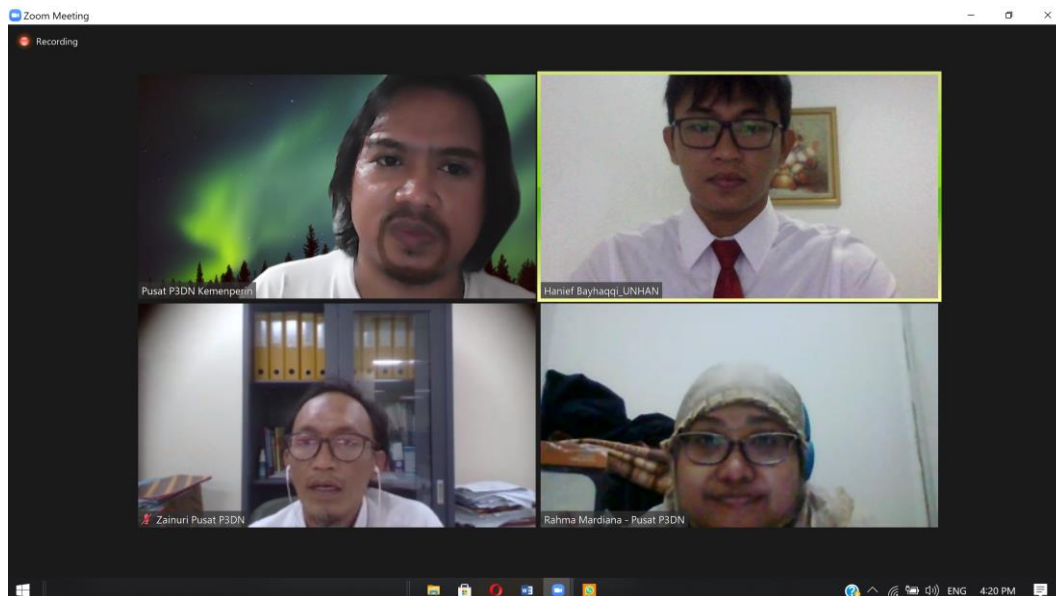 Zoom Meeting
Recording
Pusat P3DN Kemenperin
Hanief Bayhaqqi_UNHAN
Zainuri Pusat P3DN
Rahma Mardiana - Pusat P3DN
ENG 4:20 PM